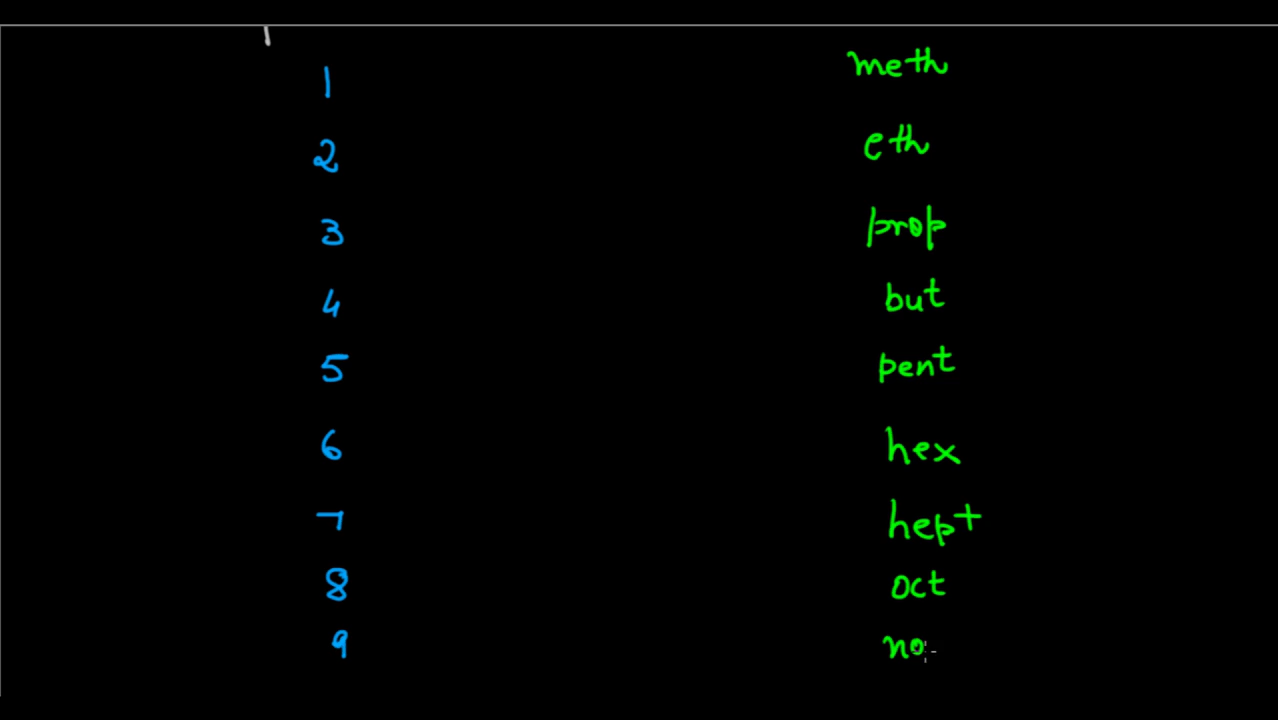 1 meth
2 eth
3 prop
4 but
5 pent
6 hex
7 hept
8 oct
9 no